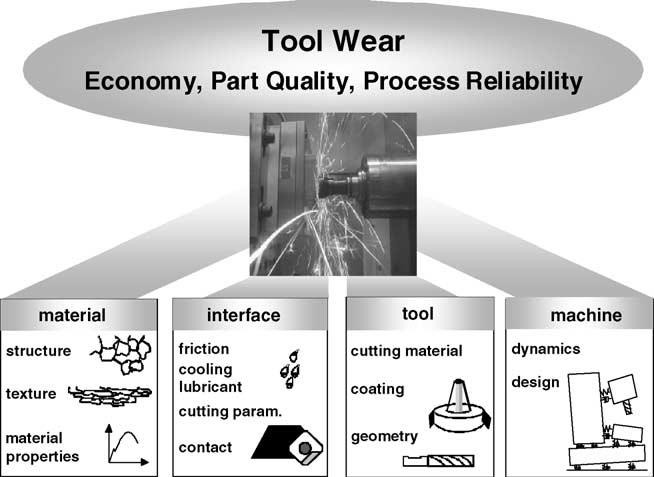 Tool Wear
Economy, Part Quality, Process Reliability
material
structure
texture
material
properties
interface
friction
cooling
lubricant
cutting param.
contact
tool
cutting material
coating
geometry
machine
dynamics
design